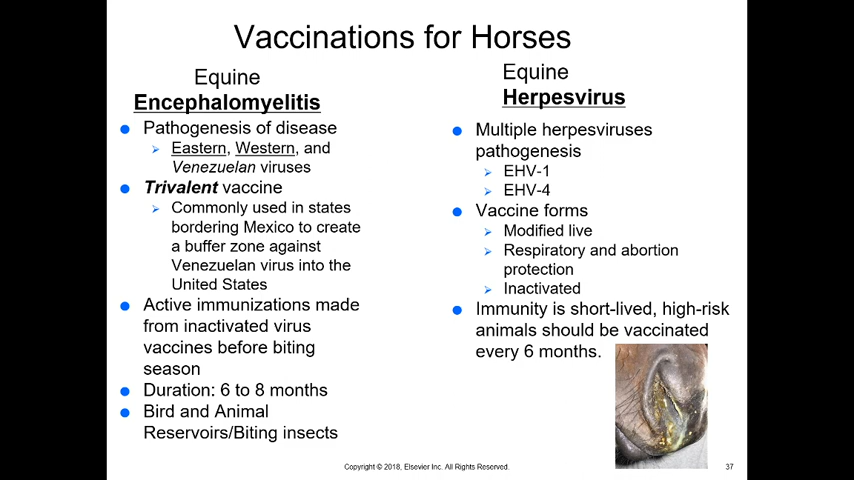 Vaccinations for Horses
Equine
Encephalomyelitis
Pathogenesis of disease
Eastern, Western, and
Venezuelan viruses
Trivalent vaccine
Commonly used in states
bordering Mexico to create
a buffer zone against
Venezuelan virus into the
United States
Active immunizations made
from inactivated virus
vaccines before biting
season
Duration: 6 to 8 months
Bird and Animal
Reservoirs/Biting insects
Equine
Herpesvirus
Multiple herpesviruses
pathogenesis
EHV-1
EHV-4
Vaccine forms
Modified live
Respiratory and abortion
protection
Inactivated
Immunity is short-lived, high-risk
animals should be vaccinated
every 6 months.
Copyright © 2018, Elsevier Inc. All Rights Reserved.
37